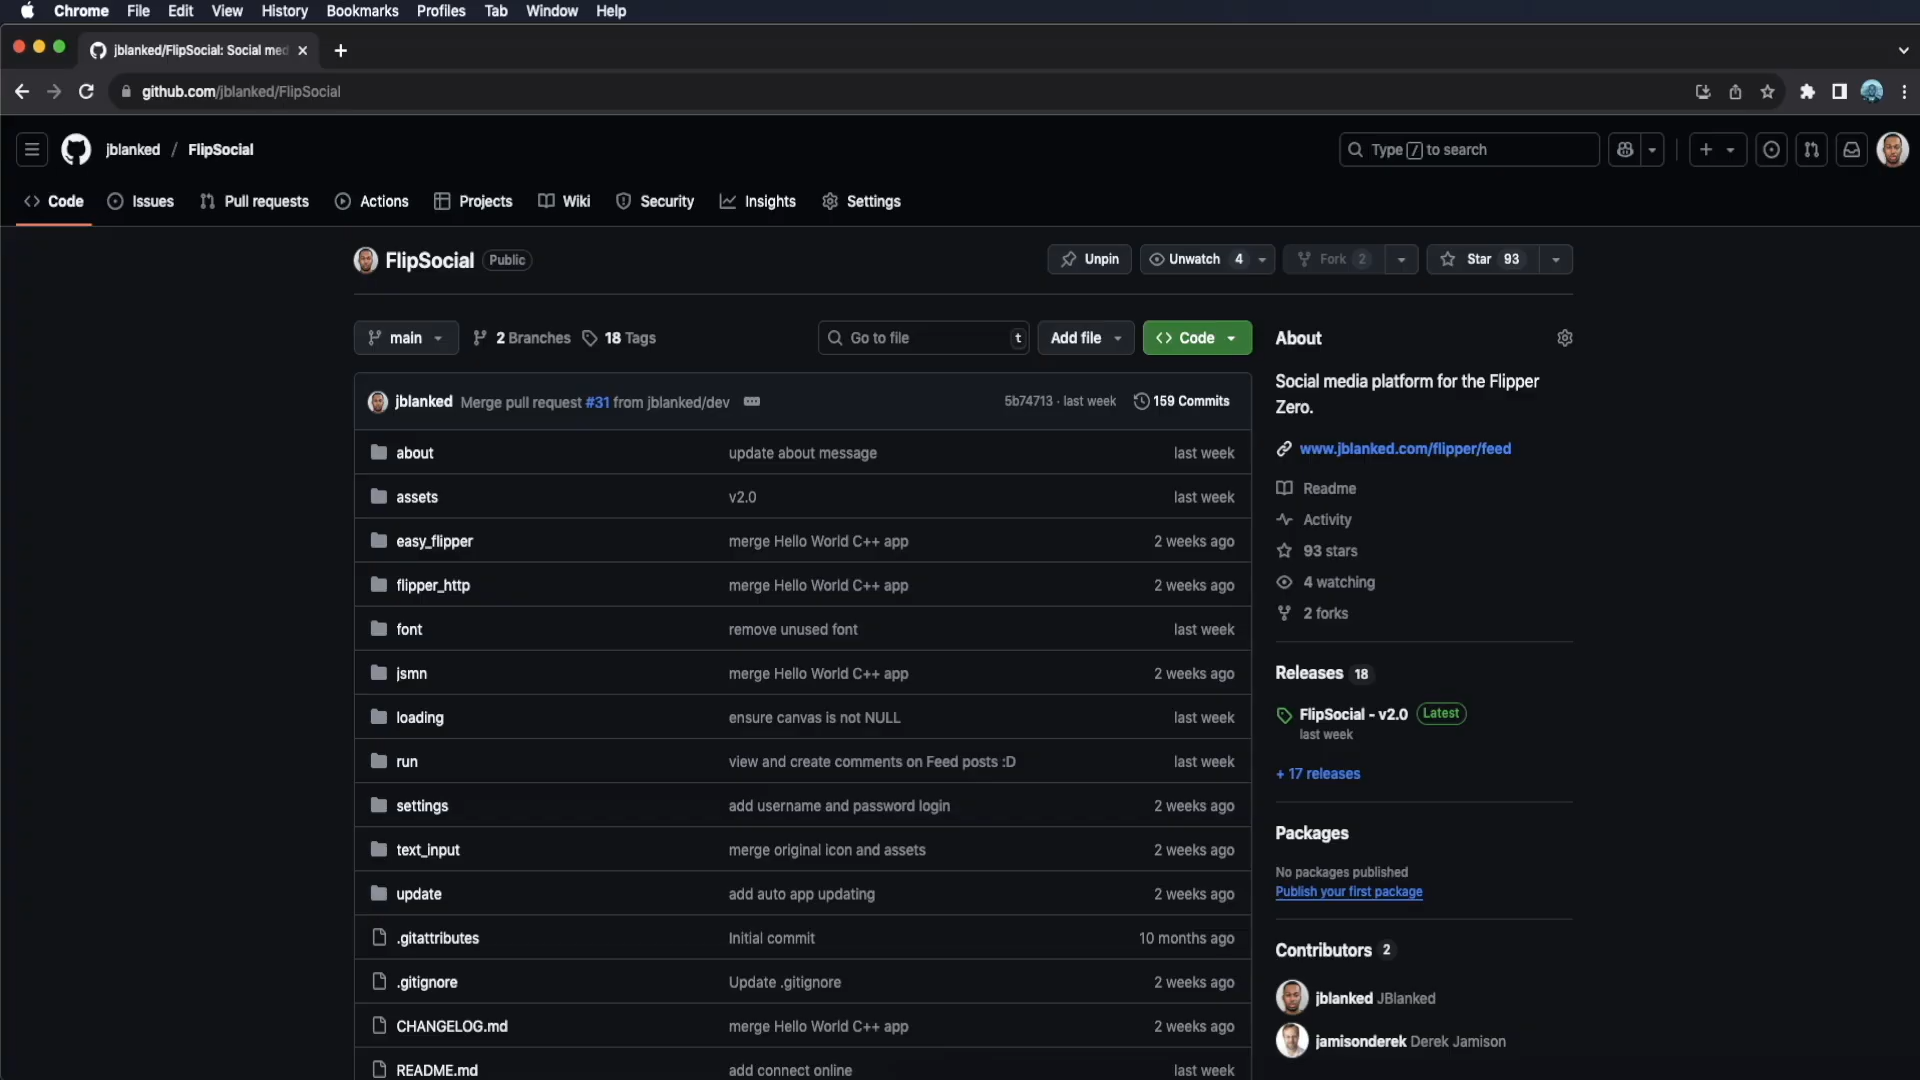 Chrome File Edit View History Bookmarks Profiles Tab Window Help
jblanked/FlipSocial: Social med
github.com/jblanked/FlipSocial
jblanked / FlipSocial
Type / to search
Code Issues Pull requests Actions Projects Wiki Security Insights Settings
FlipSocial Public
Unpin Unwatch 4 Fork 2 Star 93
main 2 Branches 18 Tags
Go to file t Add file Code
jblanked Merge pull request #31 from jblanked/dev 5b74713 · last week 159 Commits
about update about message last week
assets v2.0 last week
easy_flipper merge Hello World C++ app 2 weeks ago
flipper_http merge Hello World C++ app 2 weeks ago
font remove unused font last week
jsmn merge Hello World C++ app 2 weeks ago
loading ensure canvas is not NULL last week
run view and create comments on Feed posts :D last week
settings add username and password login 2 weeks ago
text_input merge original icon and assets 2 weeks ago
update add auto app updating 2 weeks ago
.gitattributes Initial commit 10 months ago
.gitignore Update .gitignore 2 weeks ago
CHANGELOG.md merge Hello World C++ app 2 weeks ago
README.md add connect online last week
About
Social media platform for the Flipper
Zero.
www.jblanked.com/flipper/feed
Readme
Activity
93 stars
4 watching
2 forks
Releases 18
FlipSocial - v2.0 Latest
last week
+ 17 releases
Packages
No packages published
Publish your first package
Contributors 2
jblanked JBlanked
jamisonderek Derek Jamison